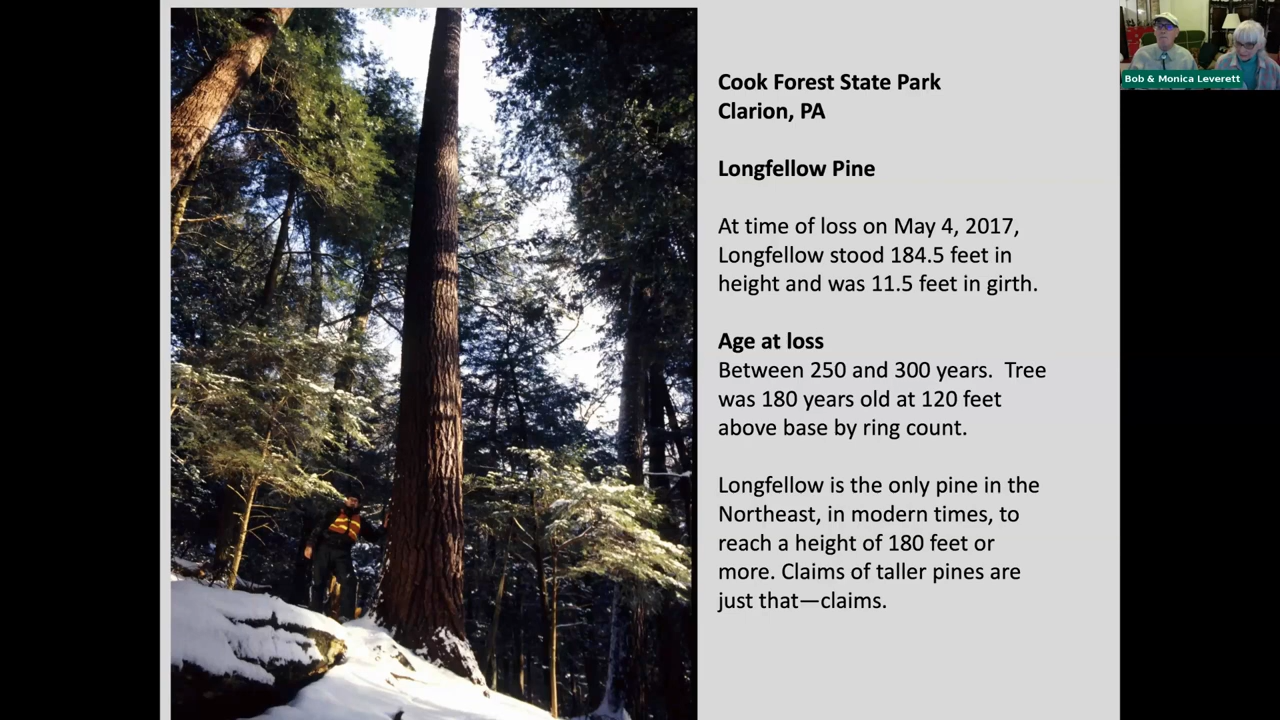 Cook Forest State Park
Clarion, PA
Longfellow Pine
At time of loss on May 4, 2017,
Longfellow stood 184.5 feet in
height and was 11.5 feet in girth.
Age at loss
Between 250 and 300 years.  Tree
was 180 years old at 120 feet
above base by ring count.
Longfellow is the only pine in the
Northeast, in modern times, to
reach a height of 180 feet or
more. Claims of taller pines are
just that—claims.
Bob & Monica Leverett